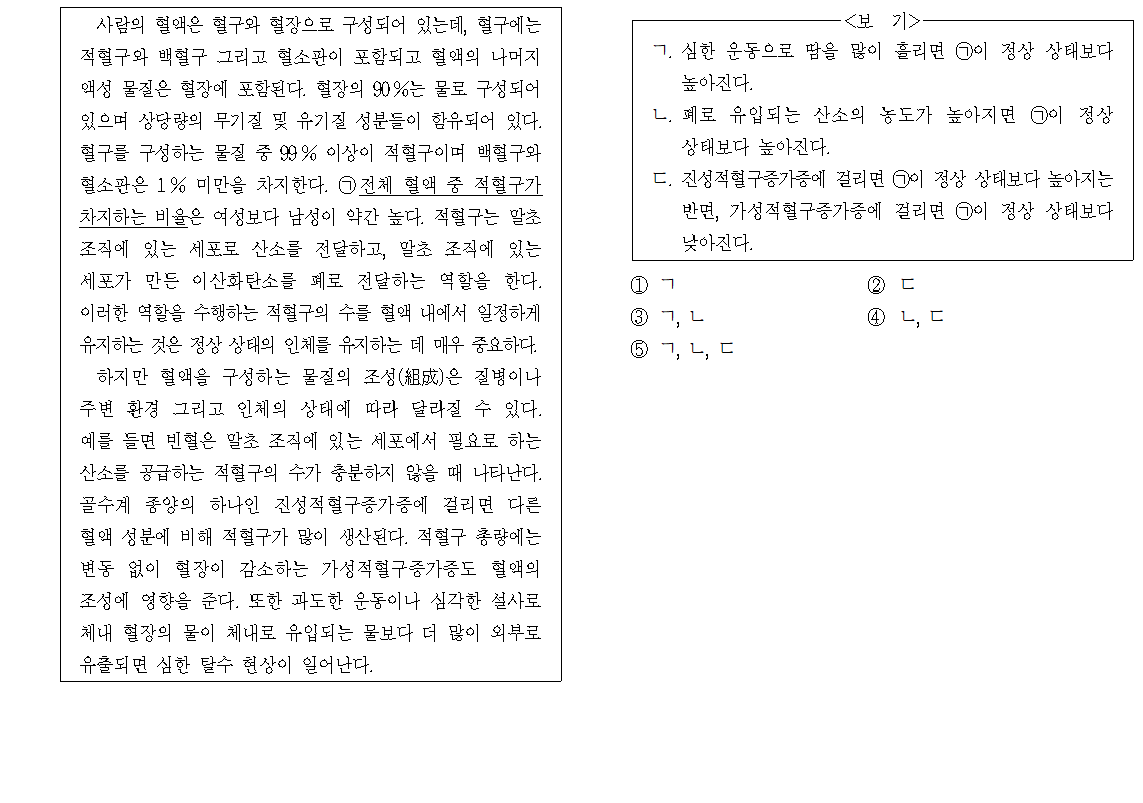 사람의 혈액은 혈구와 혈장으로 구성되어 있는데, 혈구에는
적혈구와 백혈구 그리고 혈소판이 포함되고 혈액의 나머지
액성 물질은 혈장에 포함된다. 혈장의 90%는 물로 구성되어
있으며 상당량의 무기질 및 유기질 성분들이 함유되어 있다.
혈구를 구성하는 물질 중 99% 이상이 적혈구이며 백혈구와
혈소판은 1% 미만을 차지한다. ㉠전체 혈액 중 적혈구가
차지하는 비율은 여성보다 남성이 약간 높다. 적혈구는 말초
조직에 있는 세포로 산소를 전달하고, 말초 조직에 있는
세포가 만든 이산화탄소를 폐로 전달하는 역할을 한다.
이러한 역할을 수행하는 적혈구의 수를 혈액 내에서 일정하게
유지하는 것은 정상 상태의 인체를 유지하는 데 매우 중요하다.
하지만 혈액을 구성하는 물질의 조성(組成)은 질병이나
주변 환경 그리고 인체의 상태에 따라 달라질 수 있다.
예를 들면 빈혈은 말초 조직에 있는 세포에서 필요로 하는
산소를 공급하는 적혈구의 수가 충분하지 않을 때 나타난다.
골수계 종양의 하나인 진성적혈구증가증에 걸리면 다른
혈액 성분에 비해 적혈구가 많이 생산된다. 적혈구 총량에는
변동 없이 혈장이 감소하는 가성적혈구증가증도 혈액의
조성에 영향을 준다. 또한 과도한 운동이나 심각한 설사로
체내 혈장의 물이 체내로 유입되는 물보다 더 많이 외부로
유출되면 심한 탈수 현상이 일어난다.
<보 기>
ㄱ. 심한 운동으로 땀을 많이 흘리면 ㉠이 정상 상태보다
높아진다.
ㄴ. 폐로 유입되는 산소의 농도가 높아지면 ㉠이 정상
상태보다 높아진다.
ㄷ. 진성적혈구증가증에 걸리면 ㉠이 정상 상태보다 높아지는
반면, 가성적혈구증가증에 걸리면 ㉠이 정상 상태보다
낮아진다.
① ㄱ ② ㄷ
③ ㄱ, ㄴ ④ ㄴ, ㄷ
⑤ ㄱ, ㄴ, ㄷ